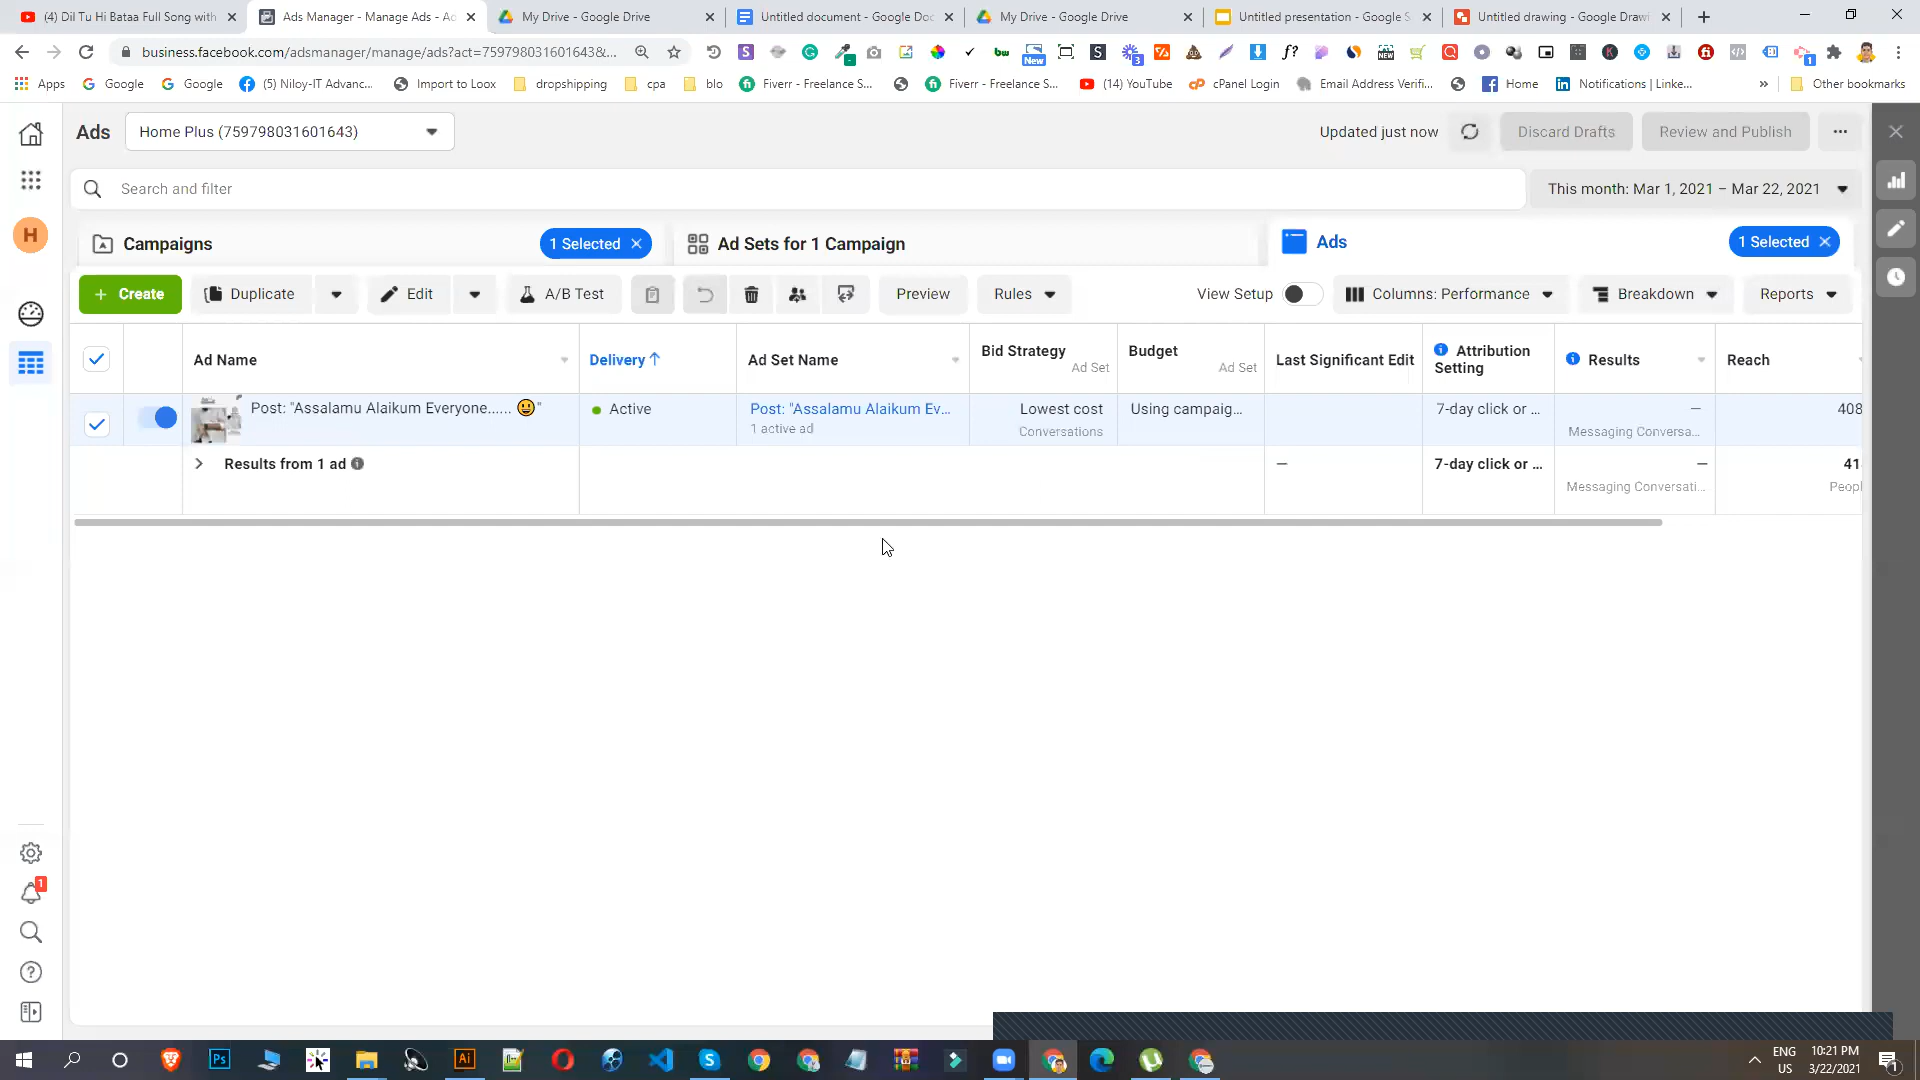 (4) Dil Tu Hi Bataa Full Song with
Ads Manager - Manage Ads - Ac
My Drive - Google Drive
Untitled document - Google Doc
My Drive - Google Drive
Untitled presentation - Google S
Untitled drawing - Google Drawi
business.facebook.com/adsmanager/manage/ads?act=759798031601643&...
New
3
1
Apps
Google
Google
(5) Niloy-IT Advanc...
Import to Loox
dropshipping
cpa
blo
Fiverr - Freelance S...
Fiverr - Freelance S...
(14) YouTube
cPanel Login
Email Address Verifi...
Home
Notifications | Linke...
»
Other bookmarks
Ads
Home Plus (759798031601643)
Updated just now
Discard Drafts
Review and Publish
Search and filter
This month: Mar 1, 2021 – Mar 22, 2021
H
Campaigns
1 Selected
Ad Sets for 1 Campaign
Ads
1 Selected
+ Create
Duplicate
Edit
A/B Test
Preview
Rules
View Setup
Columns: Performance
Breakdown
Reports
Ad Name
Delivery ↑
Ad Set Name
Bid Strategy
Ad Set
Budget
Ad Set
Last Significant Edit
Attribution
Setting
Results
Reach
Post: "Assalamu Alaikum Everyone...... 😃"
Active
Post: "Assalamu Alaikum Ev...
1 active ad
Lowest cost
Conversations
Using campaig...
7-day click or ...
—
Messaging Conversa...
408
Results from 1 ad
—
7-day click or ...
—
Messaging Conversati...
41
Peopl
1
Ps
Ai
ENG
US
10:21 PM
3/22/2021
1